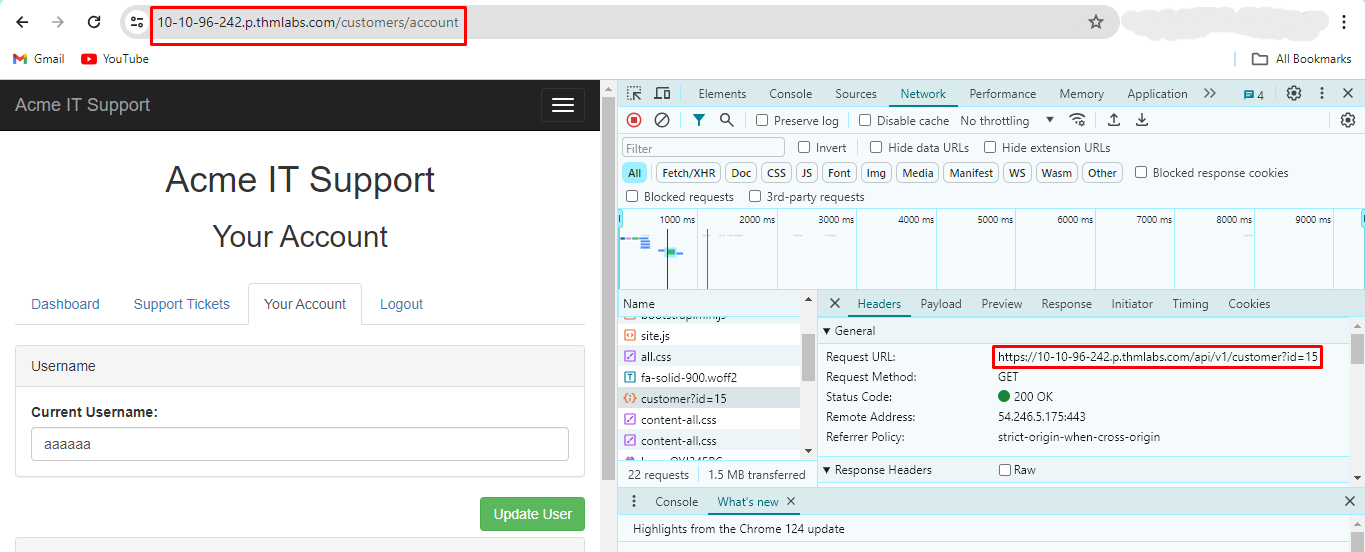 10-10-96-242.p.thmlabs.com/customers/account
Gmail YouTube All Bookmarks
Acme IT Support
Acme IT Support
Your Account
Dashboard Support Tickets Your Account Logout
Username
Current Username:
aaaaaa
Update User
Elements Console Sources Network Performance Memory Application 4
Preserve log Disable cache No throttling
Filter Invert Hide data URLs Hide extension URLs
All Fetch/XHR Doc CSS JS Font Img Media Manifest WS Wasm Other Blocked response cookies
Blocked requests 3rd-party requests
1000 ms 2000 ms 3000 ms 4000 ms 5000 ms 6000 ms 7000 ms 8000 ms 9000 ms
Name
site.js
all.css
fa-solid-900.woff2
customer?id=15
content-all.css
content-all.css
22 requests 1.5 MB transferred
Headers Payload Preview Response Initiator Timing Cookies
General
Request URL: https://10-10-96-242.p.thmlabs.com/api/v1/customer?id=15
Request Method: GET
Status Code: 200 OK
Remote Address: 54.246.5.175:443
Referrer Policy: strict-origin-when-cross-origin
Response Headers Raw
Console What's new
Highlights from the Chrome 124 update